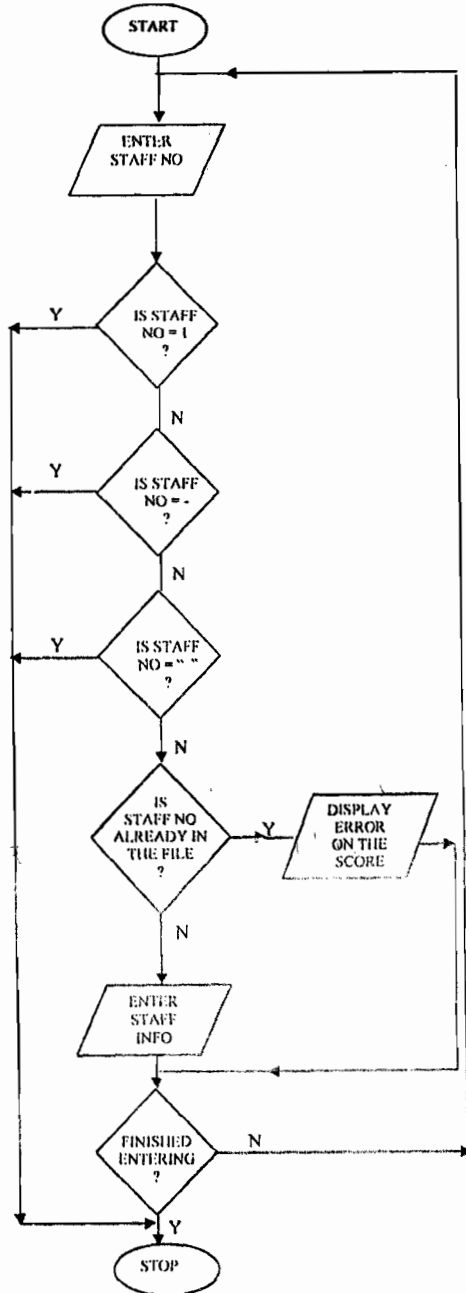 START
ENTER
STAFF NO
Y
IS STAFF
NO = 1
?
N
Y
IS STAFF
NO = -
?
N
Y
IS STAFF
NO = “ ”
?
N
IS
STAFF NO
ALREADY IN
THE FILE
?
Y
DISPLAY
ERROR
ON THE
SCORE
N
ENTER
STAFF
INFO
FINISHED
ENTERING
?
N
Y
STOP